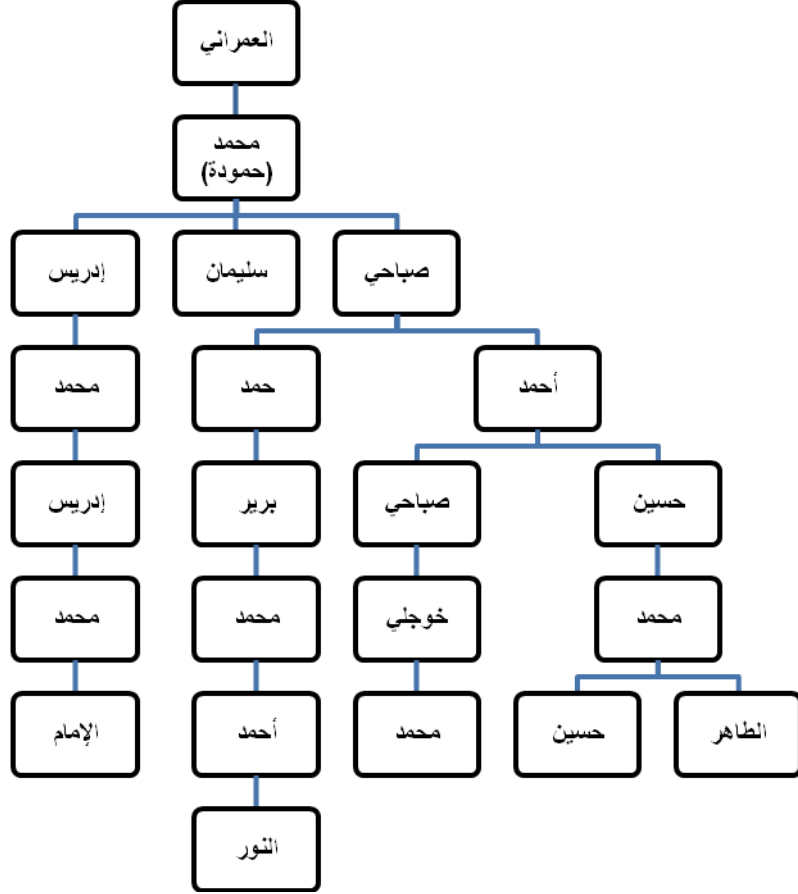 العمراني
محمد
(حمودة)
صباحي
سليمان
إدريس
أحمد
حمد
محمد
حسين
صباحي
برير
إدريس
محمد
خوجلي
محمد
محمد
الطاهر
حسين
محمد
أحمد
الإمام
النور